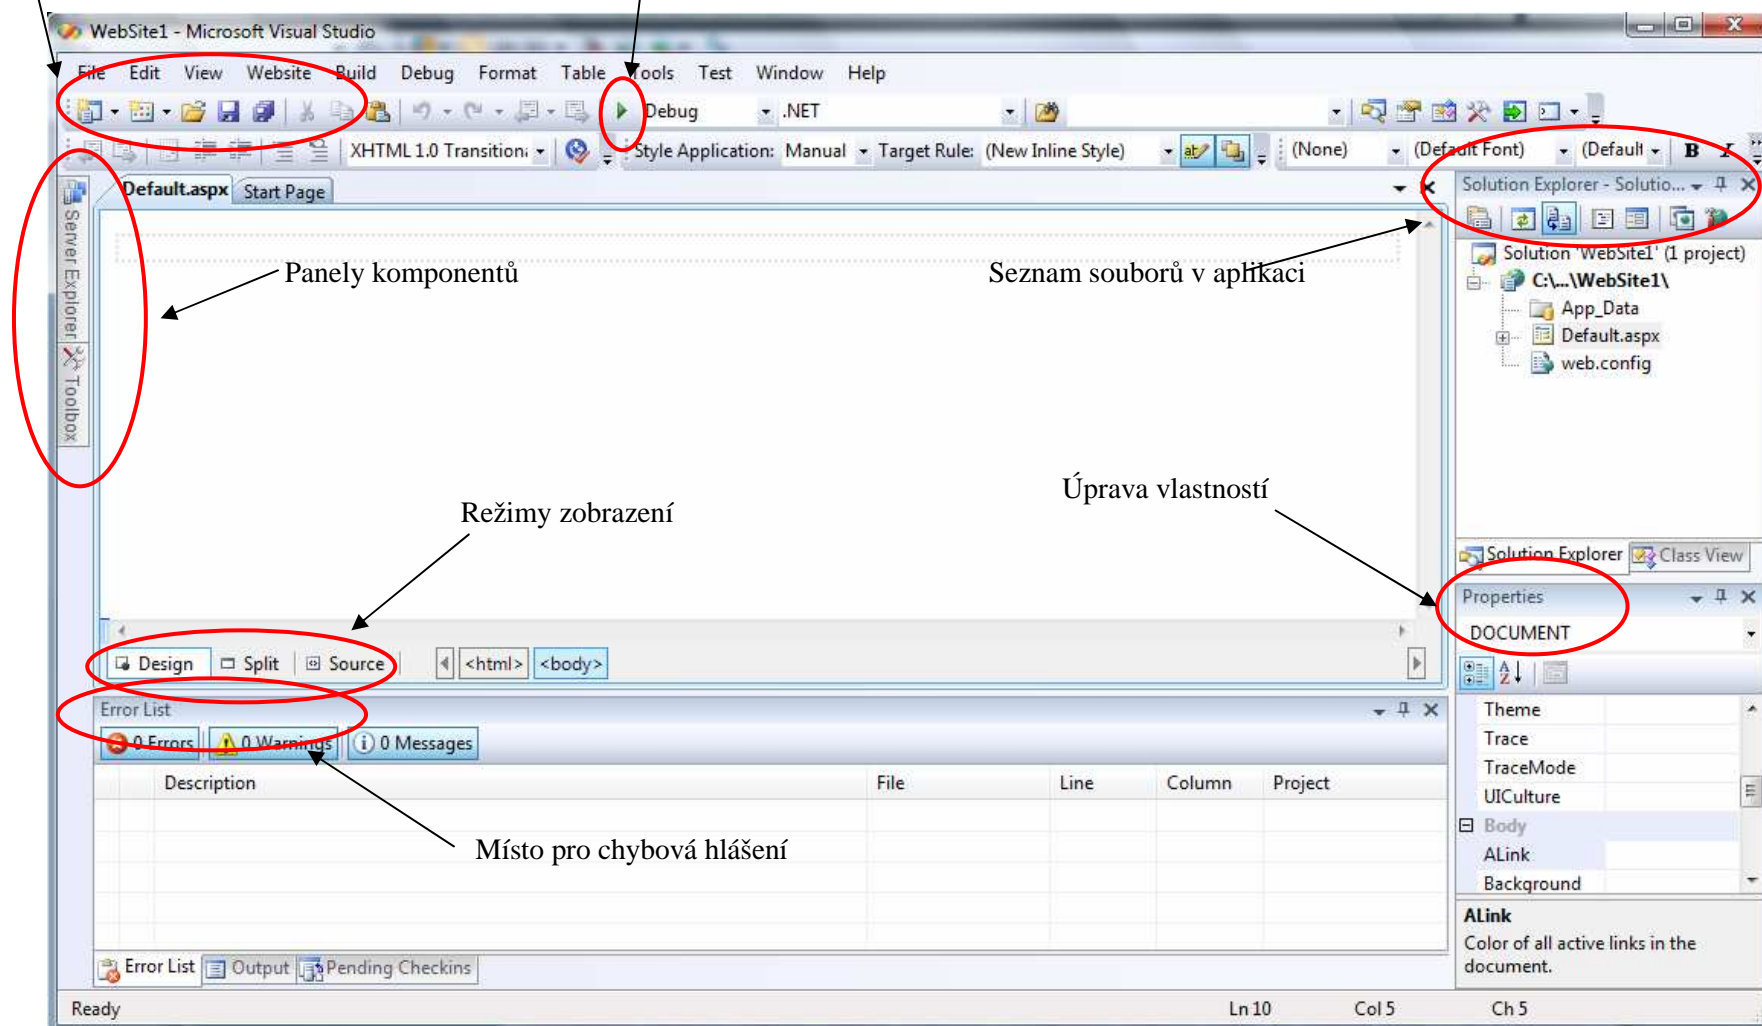 WebSite1 - Microsoft Visual Studio
File Edit View Website Build Debug Format Table Tools Test Window Help
Debug .NET
XHTML 1.0 Transition Style Application: Manual Target Rule: (New Inline Style) (None) (Default Font) (Default B I
Default.aspx Start Page
Server Explorer
Toolbox
Panely komponentů
Seznam souborů v aplikaci
Režimy zobrazení
Úprava vlastností
Solution Explorer - Solutio...
Solution 'WebSite1' (1 project)
C:\...\WebSite1\
App_Data
Default.aspx
web.config
Solution Explorer Class View
Design Split Source <html> <body>
Error List
0 Errors 0 Warnings 0 Messages
Description File Line Column Project
Místo pro chybová hlášení
Error List Output Pending Checkins
Properties
DOCUMENT
Theme
Trace
TraceMode
UICulture
Body
ALink
Background
ALink
Color of all active links in the
document.
Ready Ln 10 Col 5 Ch 5